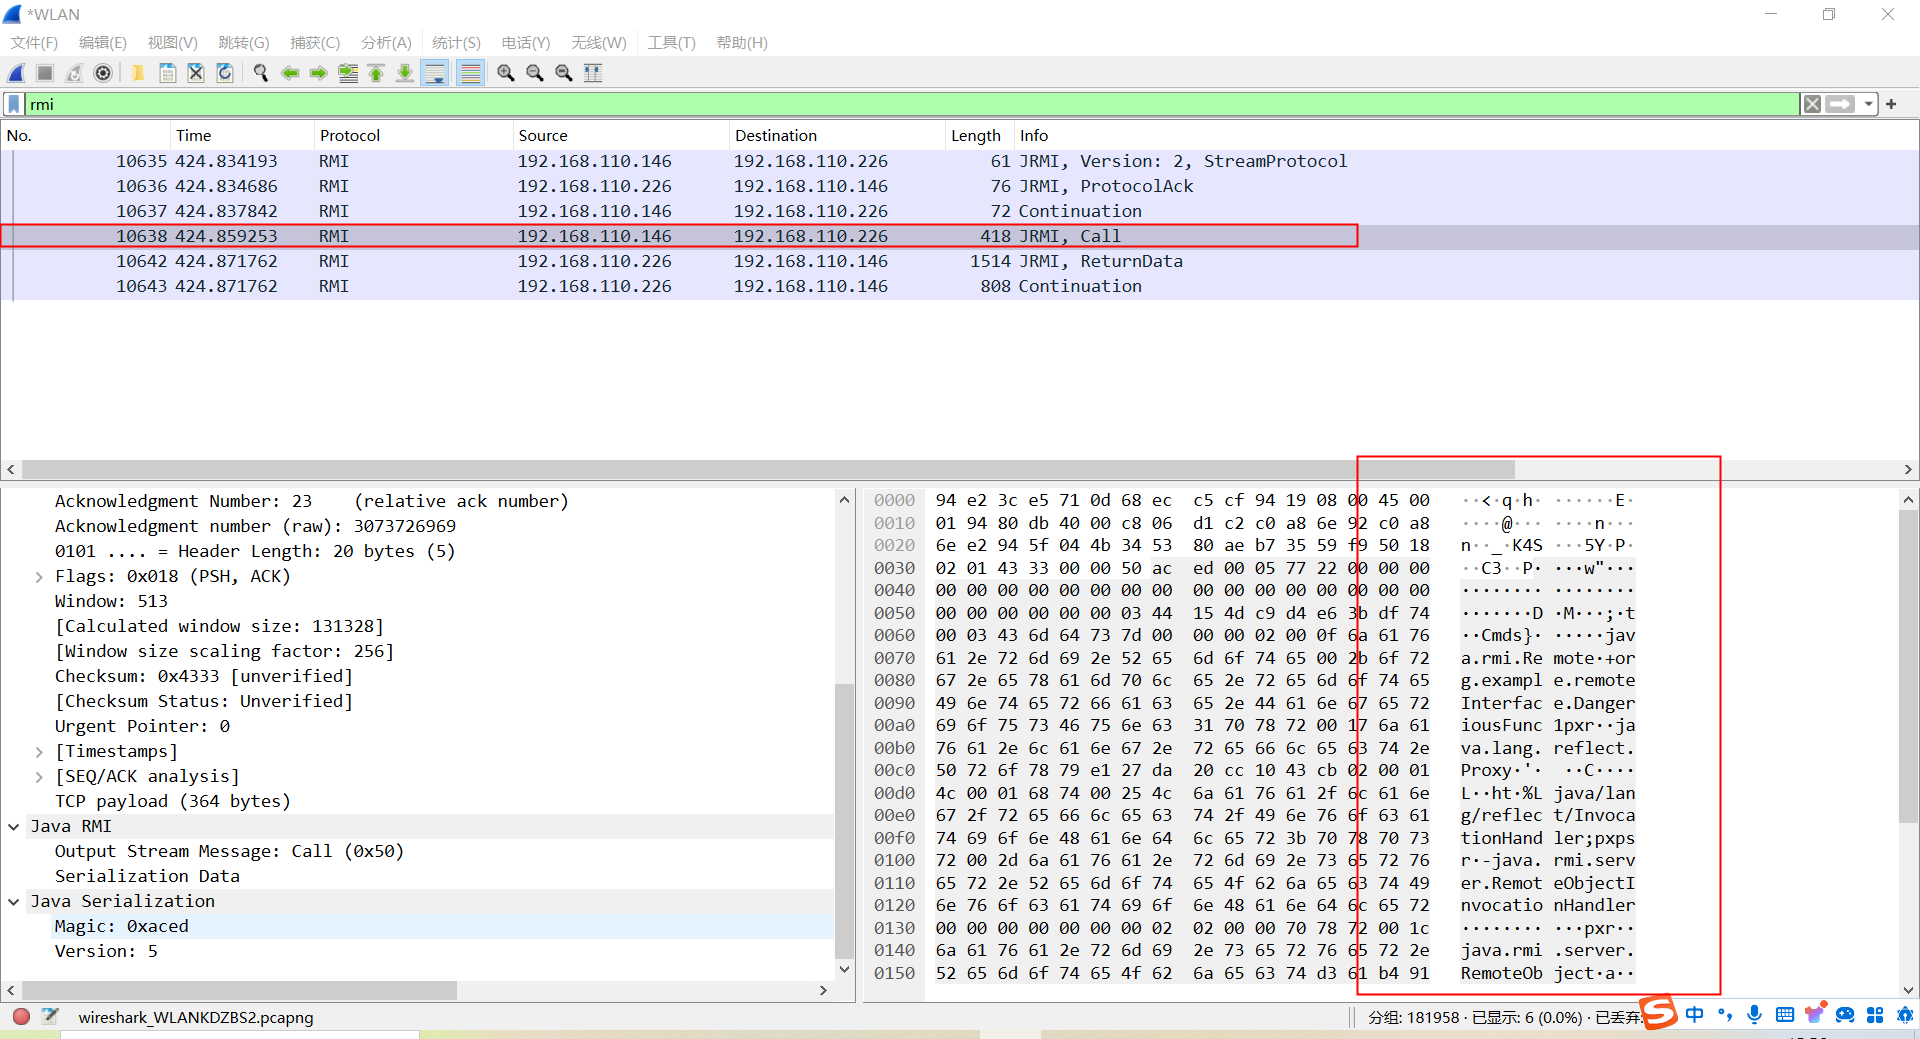 *WLAN
文件(F) 编辑(E) 视图(V) 跳转(G) 捕获(C) 分析(A) 统计(S) 电话(Y) 无线(W) 工具(T) 帮助(H)
rmi
No. Time Protocol Source Destination Length Info
10635 424.834193 RMI 192.168.110.146 192.168.110.226 61 JRMI, Version: 2, StreamProtocol
10636 424.834686 RMI 192.168.110.226 192.168.110.146 76 JRMI, ProtocolAck
10637 424.837842 RMI 192.168.110.146 192.168.110.226 72 Continuation
10638 424.859253 RMI 192.168.110.146 192.168.110.226 418 JRMI, Call
10642 424.871762 RMI 192.168.110.226 192.168.110.146 1514 JRMI, ReturnData
10643 424.871762 RMI 192.168.110.226 192.168.110.146 808 Continuation
Acknowledgment Number: 23 (relative ack number)
Acknowledgment number (raw): 3073726969
0101 .... = Header Length: 20 bytes (5)
Flags: 0x018 (PSH, ACK)
Window: 513
[Calculated window size: 131328]
[Window size scaling factor: 256]
Checksum: 0x4333 [unverified]
[Checksum Status: Unverified]
Urgent Pointer: 0
[Timestamps]
[SEQ/ACK analysis]
TCP payload (364 bytes)
Java RMI
Output Stream Message: Call (0x50)
Serialization Data
Java Serialization
Magic: 0xaced
Version: 5
0000 94 e2 3c e5 71 0d 68 ec c5 cf 94 19 08 00 45 00 ··<·q·h· ······E·
0010 01 94 80 db 40 00 c8 06 d1 c2 c0 a8 6e 92 c0 a8 ····@··· ····n···
0020 6e e2 94 5f 04 4b 34 53 80 ae b7 35 59 f9 50 18 n··_·K4S ···5Y·P·
0030 02 01 43 33 00 00 50 ac ed 00 05 77 22 00 00 00 ··C3··P· ···w"···
0040 00 00 00 00 00 00 00 00 00 00 00 00 00 00 00 00 ········ ········
0050 00 00 00 00 00 00 03 44 15 4d c9 d4 e6 3b df 74 ·······D ·M···;·t
0060 00 03 43 6d 64 73 7d 00 00 00 02 00 0f 6a 61 76 ··Cmds}· ·····jav
0070 61 2e 72 6d 69 2e 52 65 6d 6f 74 65 00 2b 6f 72 a.rmi.Re mote·+or
0080 67 2e 65 78 61 6d 70 6c 65 2e 72 65 6d 6f 74 65 g.exampl e.remote
0090 49 6e 74 65 72 66 61 63 65 2e 44 61 6e 67 65 72 Interfac e.Danger
00a0 69 6f 75 73 46 75 6e 63 31 70 78 72 00 17 6a 61 iousFunc 1pxr··ja
00b0 76 61 2e 6c 61 6e 67 2e 72 65 66 6c 65 63 74 2e va.lang. reflect.
00c0 50 72 6f 78 79 e1 27 da 20 cc 10 43 cb 02 00 01 Proxy·'· ··C····
00d0 4c 00 01 68 74 00 25 4c 6a 61 76 61 2f 6c 61 6e L··ht·%L java/lan
00e0 67 2f 72 65 66 6c 65 63 74 2f 49 6e 76 6f 63 61 g/reflec t/Invoca
00f0 74 69 6f 6e 48 61 6e 64 6c 65 72 3b 70 78 70 73 tionHand ler;pxps
0100 72 00 2d 6a 61 76 61 2e 72 6d 69 2e 73 65 72 76 r·-java. rmi.serv
0110 65 72 2e 52 65 6d 6f 74 65 4f 62 6a 65 63 74 49 er.Remot eObjectI
0120 6e 76 6f 63 61 74 69 6f 6e 48 61 6e 64 6c 65 72 nvocatio nHandler
0130 00 00 00 00 00 00 00 02 02 00 00 70 78 72 00 1c ········ ···pxr··
0140 6a 61 76 61 2e 72 6d 69 2e 73 65 72 76 65 72 2e java.rmi .server.
0150 52 65 6d 6f 74 65 4f 62 6a 65 63 74 d3 61 b4 91 RemoteOb ject·a··
wireshark_WLANKDZBS2.pcapng 分组: 181958 · 已显示: 6 (0.0%) · 已丢弃: S 中